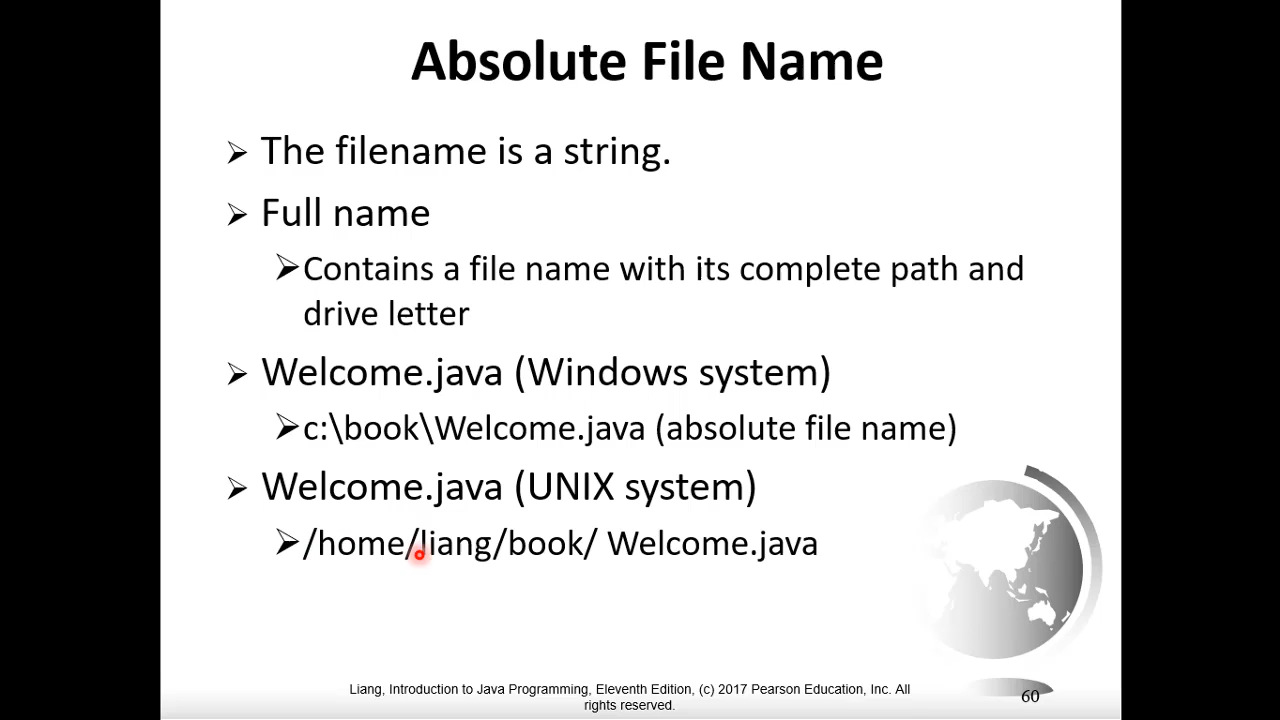 Absolute File Name
➢ The filename is a string.
➢ Full name
➢Contains a file name with its complete path and
drive letter
➢ Welcome.java (Windows system)
➢c:\book\Welcome.java (absolute file name)
➢ Welcome.java (UNIX system)
➢/home/liang/book/ Welcome.java
Liang, Introduction to Java Programming, Eleventh Edition, (c) 2017 Pearson Education, Inc. All
rights reserved.
60